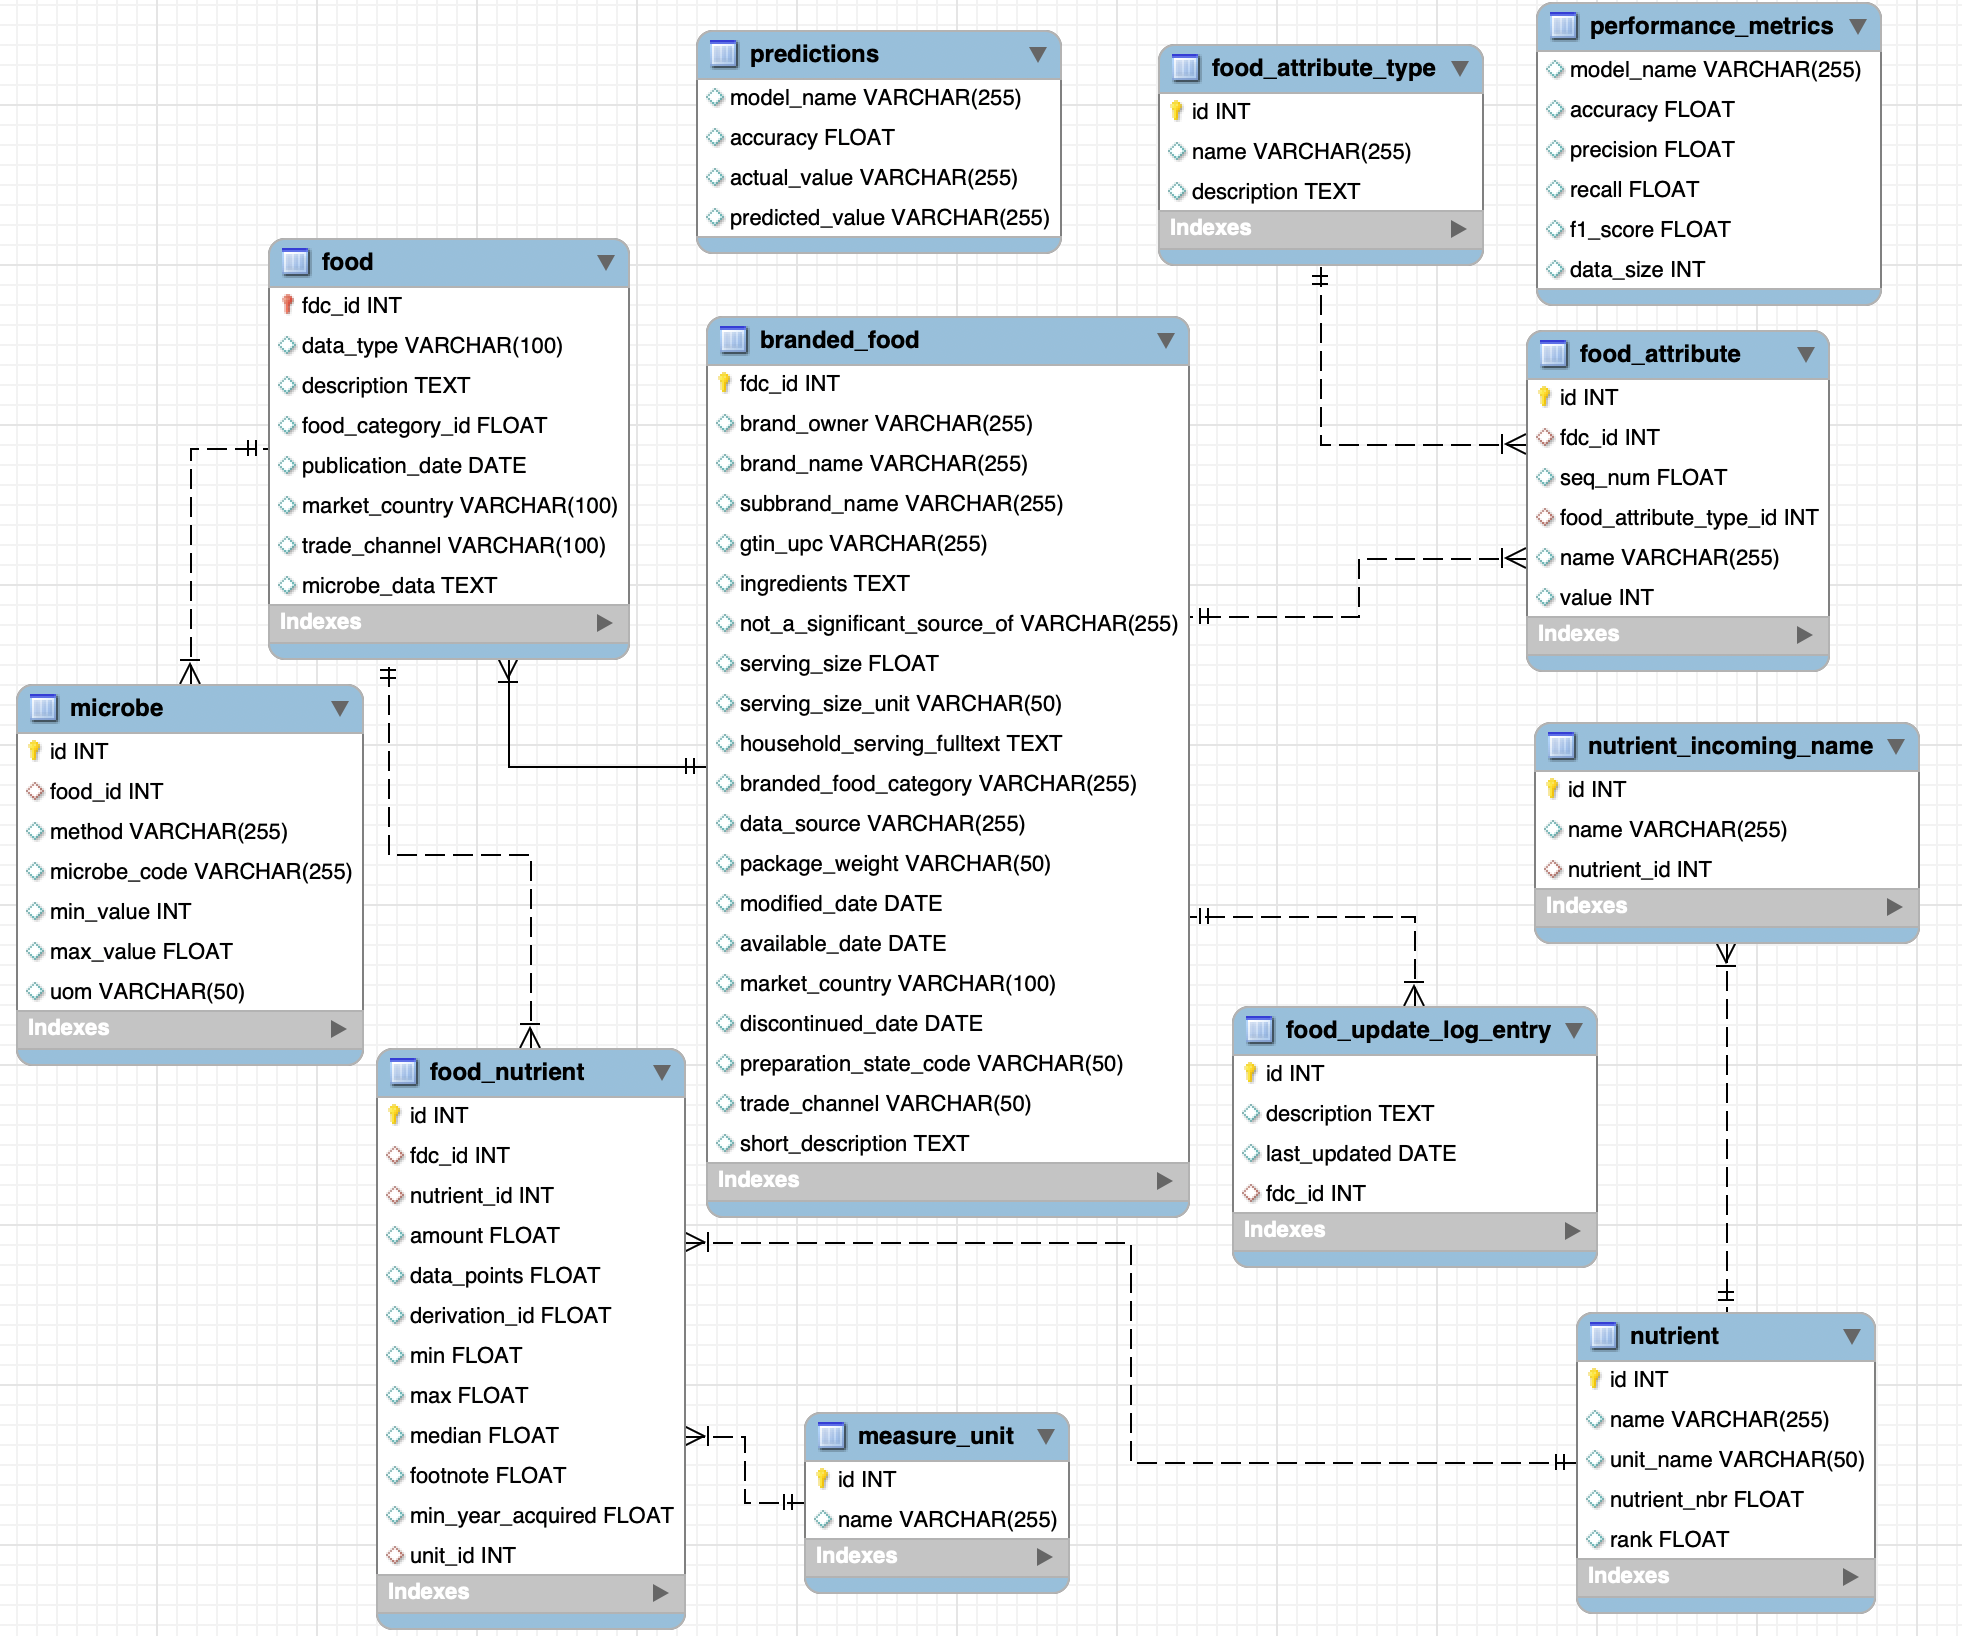 predictions
model_name VARCHAR(255)
accuracy FLOAT
actual_value VARCHAR(255)
predicted_value VARCHAR(255)
food_attribute_type
id INT
name VARCHAR(255)
description TEXT
Indexes
performance_metrics
model_name VARCHAR(255)
accuracy FLOAT
precision FLOAT
recall FLOAT
f1_score FLOAT
data_size INT
food
fdc_id INT
data_type VARCHAR(100)
description TEXT
food_category_id FLOAT
publication_date DATE
market_country VARCHAR(100)
trade_channel VARCHAR(100)
microbe_data TEXT
Indexes
branded_food
fdc_id INT
brand_owner VARCHAR(255)
brand_name VARCHAR(255)
subbrand_name VARCHAR(255)
gtin_upc VARCHAR(255)
ingredients TEXT
not_a_significant_source_of VARCHAR(255)
serving_size FLOAT
serving_size_unit VARCHAR(50)
household_serving_fulltext TEXT
branded_food_category VARCHAR(255)
data_source VARCHAR(255)
package_weight VARCHAR(50)
modified_date DATE
available_date DATE
market_country VARCHAR(100)
discontinued_date DATE
preparation_state_code VARCHAR(50)
trade_channel VARCHAR(50)
short_description TEXT
Indexes
food_attribute
id INT
fdc_id INT
seq_num FLOAT
food_attribute_type_id INT
name VARCHAR(255)
value INT
Indexes
microbe
id INT
food_id INT
method VARCHAR(255)
microbe_code VARCHAR(255)
min_value INT
max_value FLOAT
uom VARCHAR(50)
Indexes
nutrient_incoming_name
id INT
name VARCHAR(255)
nutrient_id INT
Indexes
food_update_log_entry
id INT
description TEXT
last_updated DATE
fdc_id INT
Indexes
food_nutrient
id INT
fdc_id INT
nutrient_id INT
amount FLOAT
data_points FLOAT
derivation_id FLOAT
min FLOAT
max FLOAT
median FLOAT
footnote FLOAT
min_year_acquired FLOAT
unit_id INT
Indexes
measure_unit
id INT
name VARCHAR(255)
Indexes
nutrient
id INT
name VARCHAR(255)
unit_name VARCHAR(50)
nutrient_nbr FLOAT
rank FLOAT
Indexes